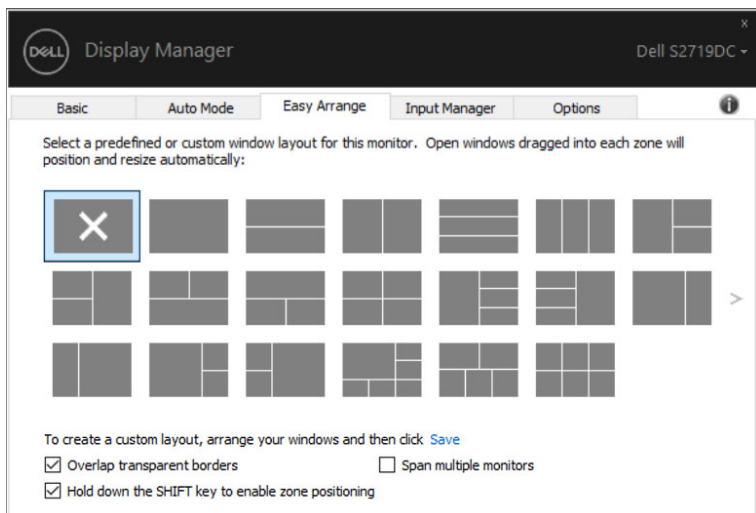 x
DELL Display Manager Dell S2719DC
Basic Auto Mode Easy Arrange Input Manager Options
Select a predefined or custom window layout for this monitor. Open windows dragged into each zone will
position and resize automatically:
To create a custom layout, arrange your windows and then click Save
Overlap transparent borders Span multiple monitors
Hold down the SHIFT key to enable zone positioning